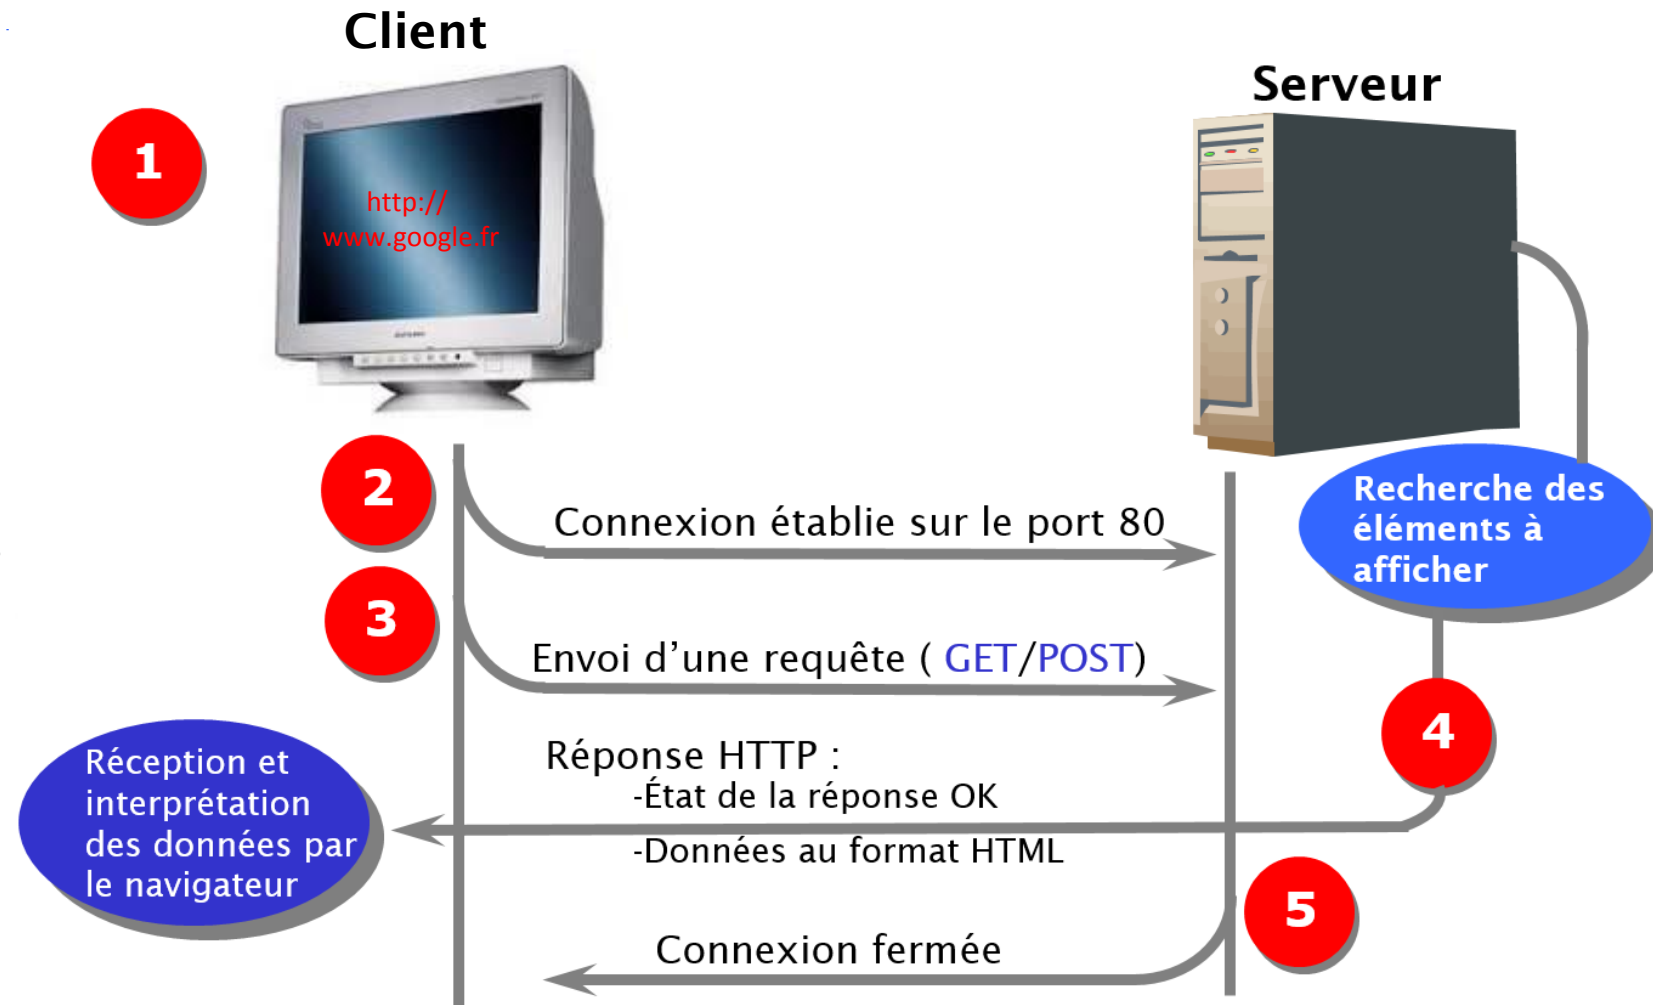 Client
Serveur
1
http://
www.google.fr
2
Connexion établie sur le port 80
Recherche des
éléments à
afficher
3
Envoi d’une requête ( GET/POST)
4
Réponse HTTP :
-État de la réponse OK
-Données au format HTML
Réception et
interprétation
des données par
le navigateur
5
Connexion fermée